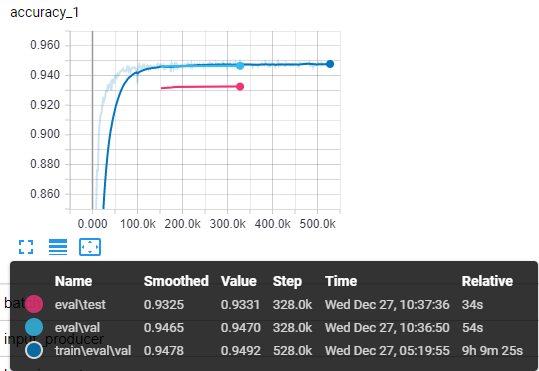 accuracy_1
0.960
0.940
0.920
0.900
0.880
0.860
0.000 100.0k 200.0k 300.0k 400.0k 500.0k
Name Smoothed Value Step Time Relative
eval\test 0.9325 0.9331 328.0k Wed Dec 27, 10:37:36 34s
eval\val 0.9465 0.9470 328.0k Wed Dec 27, 10:36:50 54s
input_producer
train\eval\val 0.9478 0.9492 528.0k Wed Dec 27, 05:19:55 9h 9m 25s